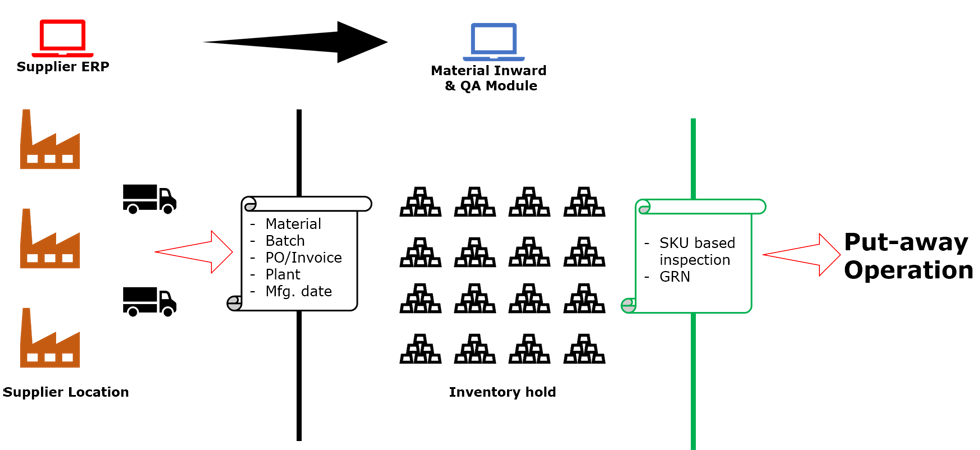 Supplier ERP
Material Inward
& QA Module
- Material
- Batch
- PO/Invoice
- Plant
- Mfg. date
- SKU based
inspection
- GRN
Put-away
Operation
Supplier Location
Inventory hold